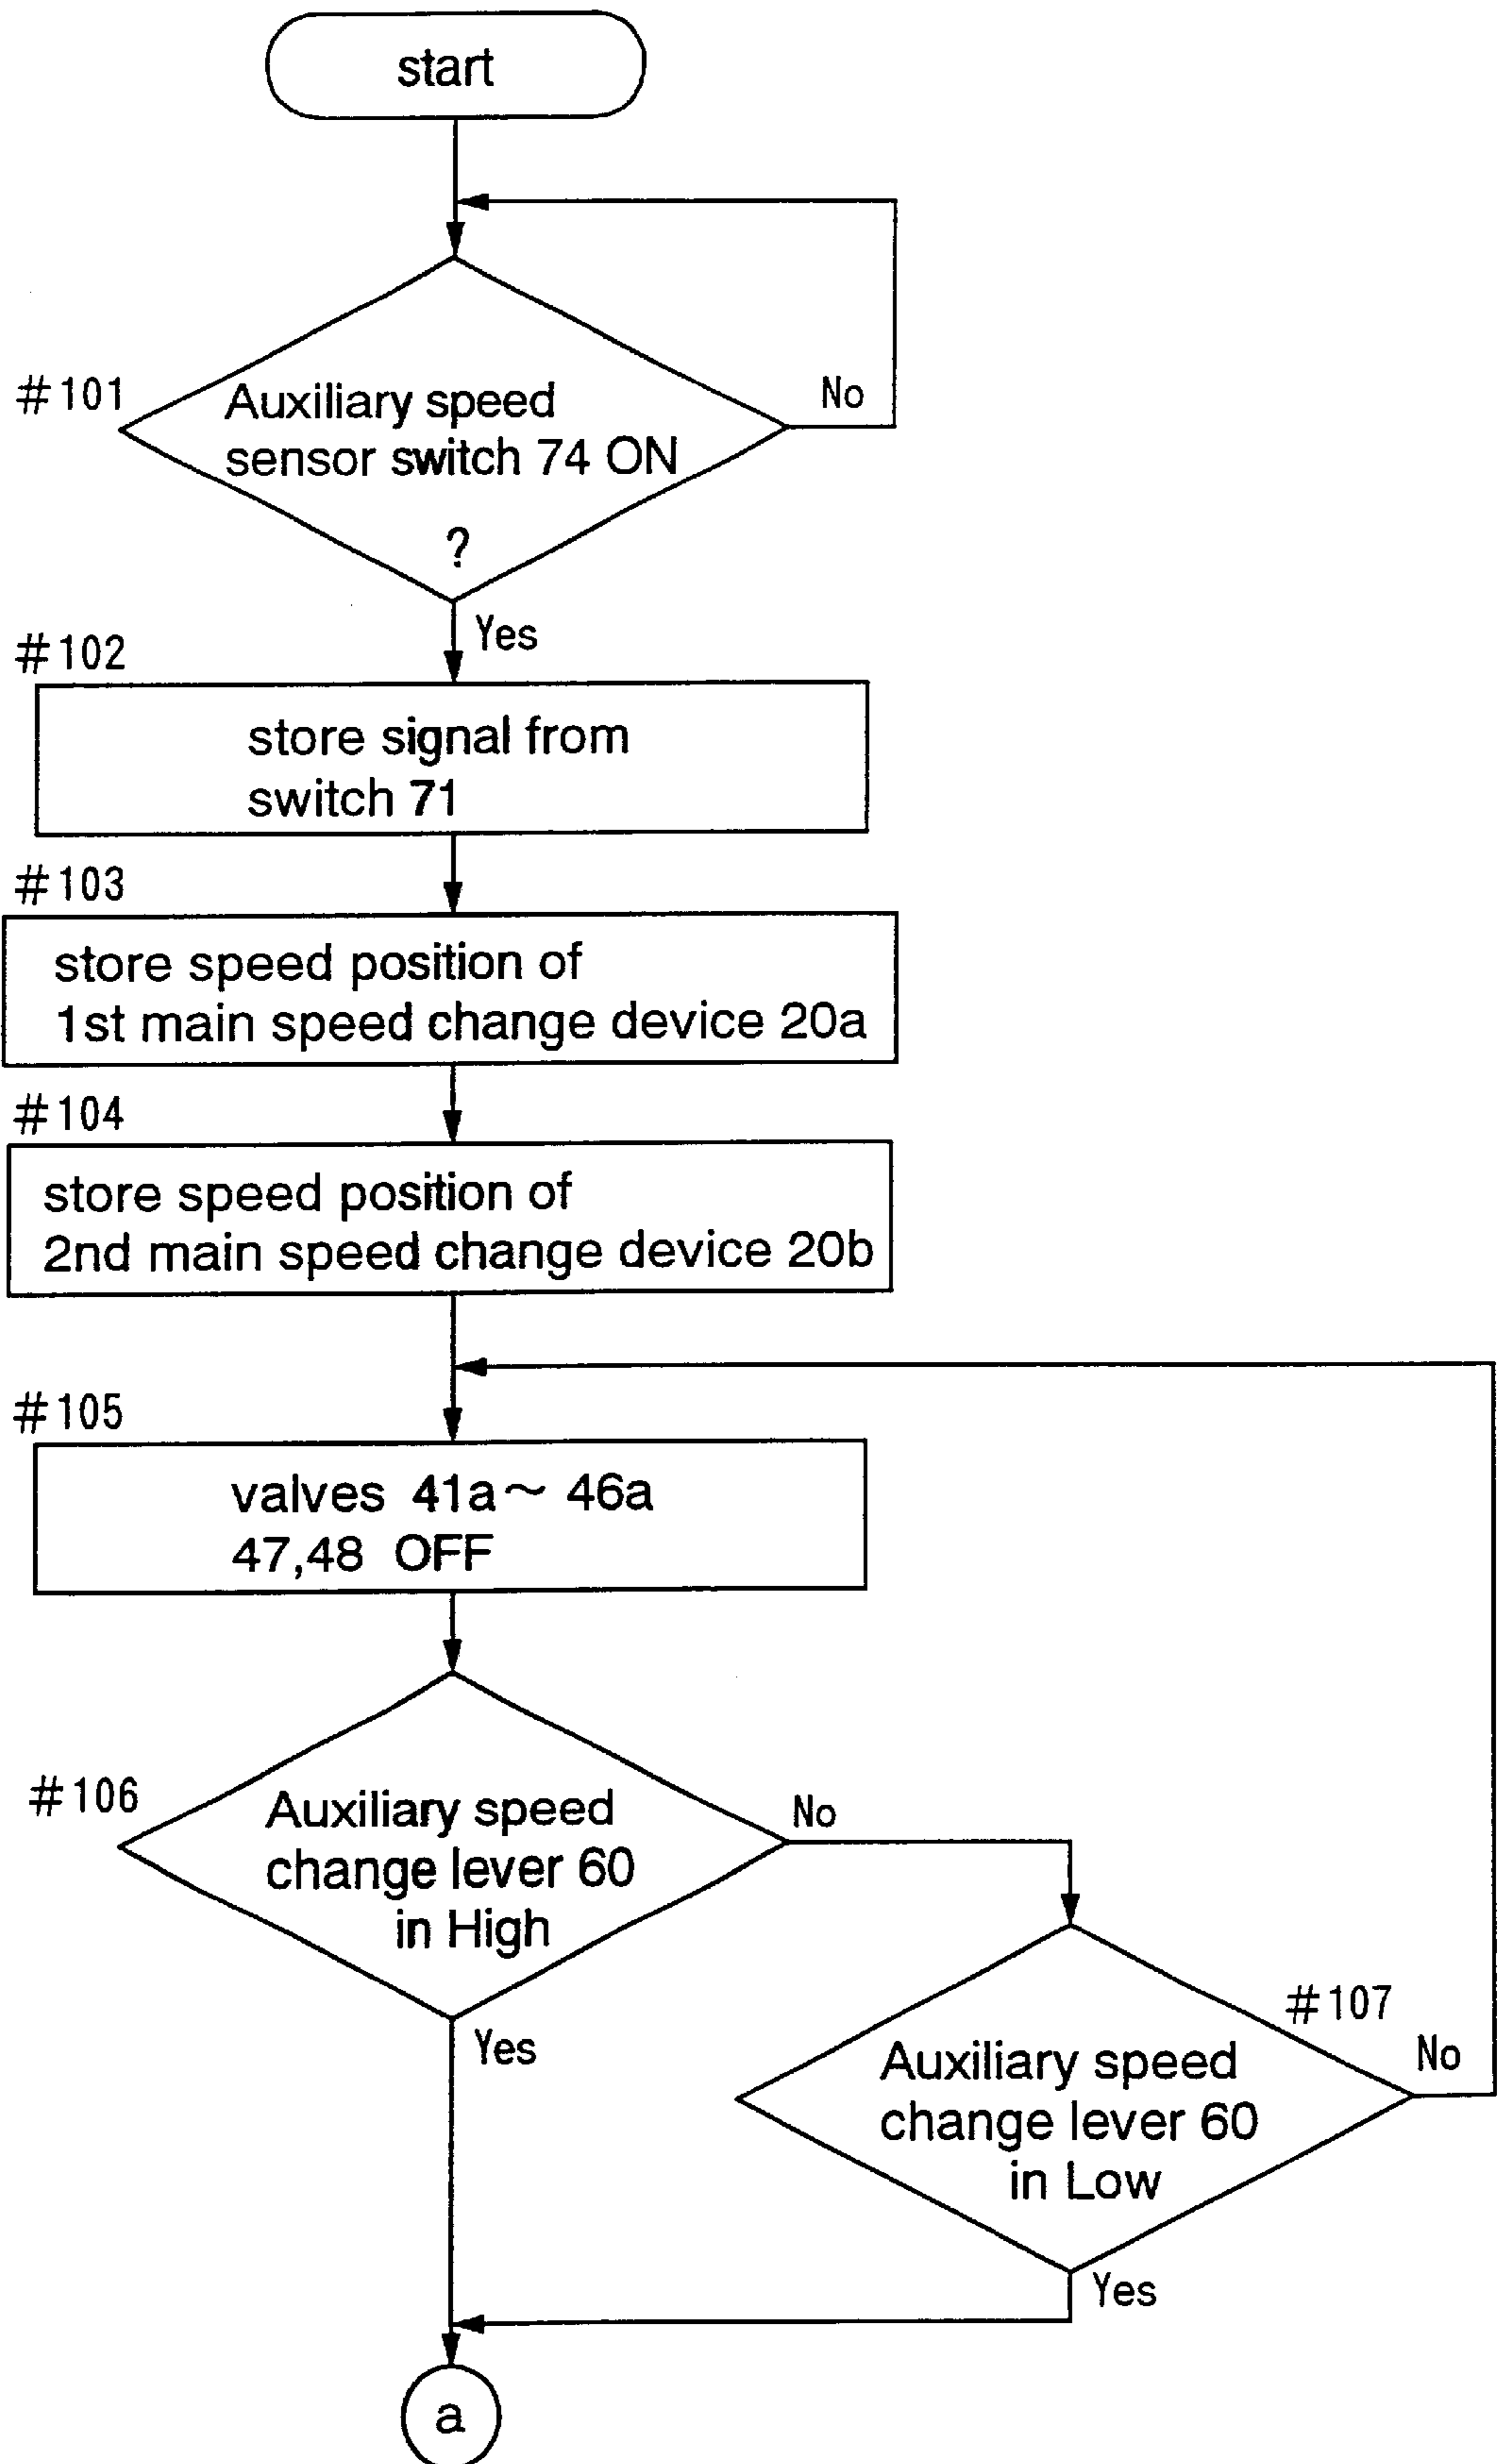 start
#101
Auxiliary speed
sensor switch 74 ON
?
No
Yes
#102
store signal from
switch 71
#103
store speed position of
1st main speed change device 20a
#104
store speed position of
2nd main speed change device 20b
#105
valves 41a～ 46a
47,48 OFF
#106
Auxiliary speed
change lever 60
in High
No
Yes
#107
Auxiliary speed
change lever 60
in Low
No
Yes
a